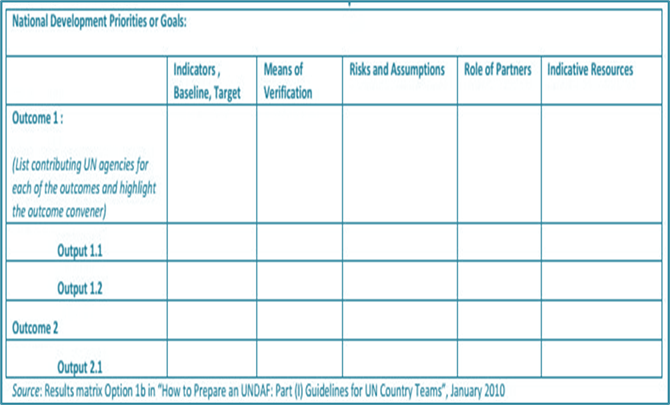 National Development Priorities or Goals:
Indicators , Baseline, Target
Means of Verification
Risks and Assumptions
Role of Partners
Indicative Resources
Outcome 1 :
(List contributing UN agencies for
each of the outcomes and highlight
the outcome convener)
Output 1.1
Output 1.2
Outcome 2
Output 2.1
Source: Results matrix Option 1b in “How to Prepare an UNDAF: Part (I) Guidelines for UN Country Teams”, January 2010